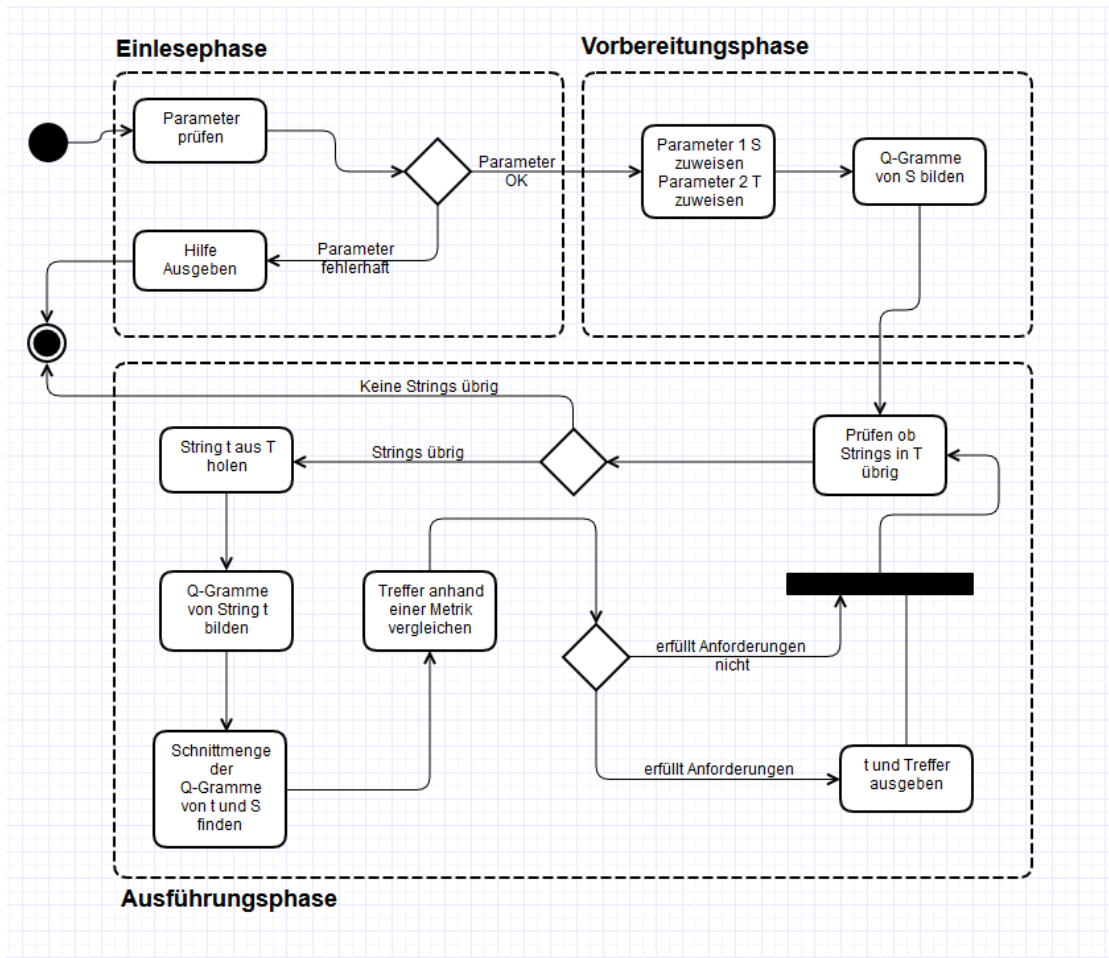 Einlesephase
Parameter
prüfen
Parameter
OK
Hilfe
Ausgeben
Parameter
fehlerhaft
Vorbereitungsphase
Parameter 1 S
zuweisen
Parameter 2 T
zuweisen
Q-Gramme
von S bilden
Keine Strings übrig
String t aus T
holen
Strings übrig
Prüfen ob
Strings in T
übrig
Q-Gramme
von String t
bilden
Treffer anhand
einer Metrik
vergleichen
erfüllt Anforderungen
nicht
Schnittmenge
der
Q-Gramme
von t und S
finden
erfüllt Anforderungen
t und Treffer
ausgeben
Ausführungsphase